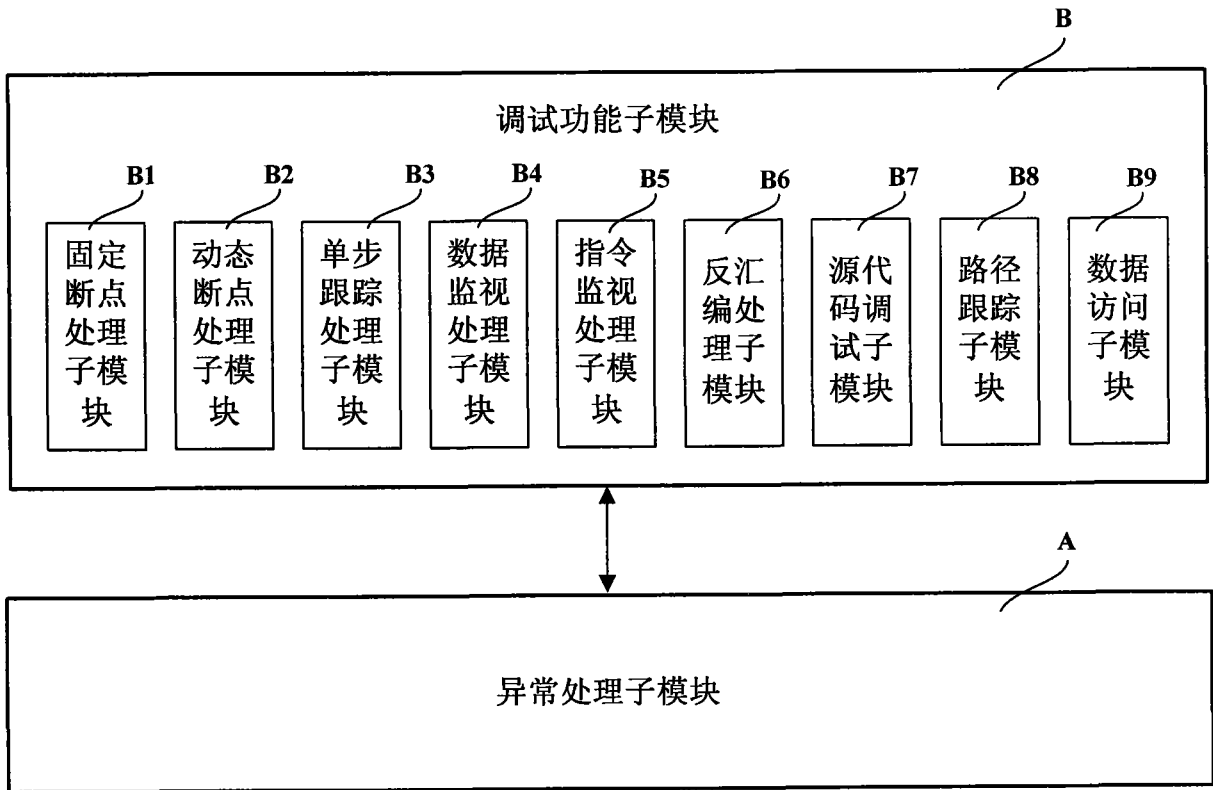 B
调试功能子模块
B1
B2
B3
B4
B5
B6
B7
B8
B9
固定
断点
处理
子模
块
动态
断点
处理
子模
块
单步
跟踪
处理
子模
块
数据
监视
处理
子模
块
指令
监视
处理
子模
块
反汇
编处
理子
模块
源代
码调
试子
模块
路径
跟踪
子模
块
数据
访问
子模
块
A
异常处理子模块